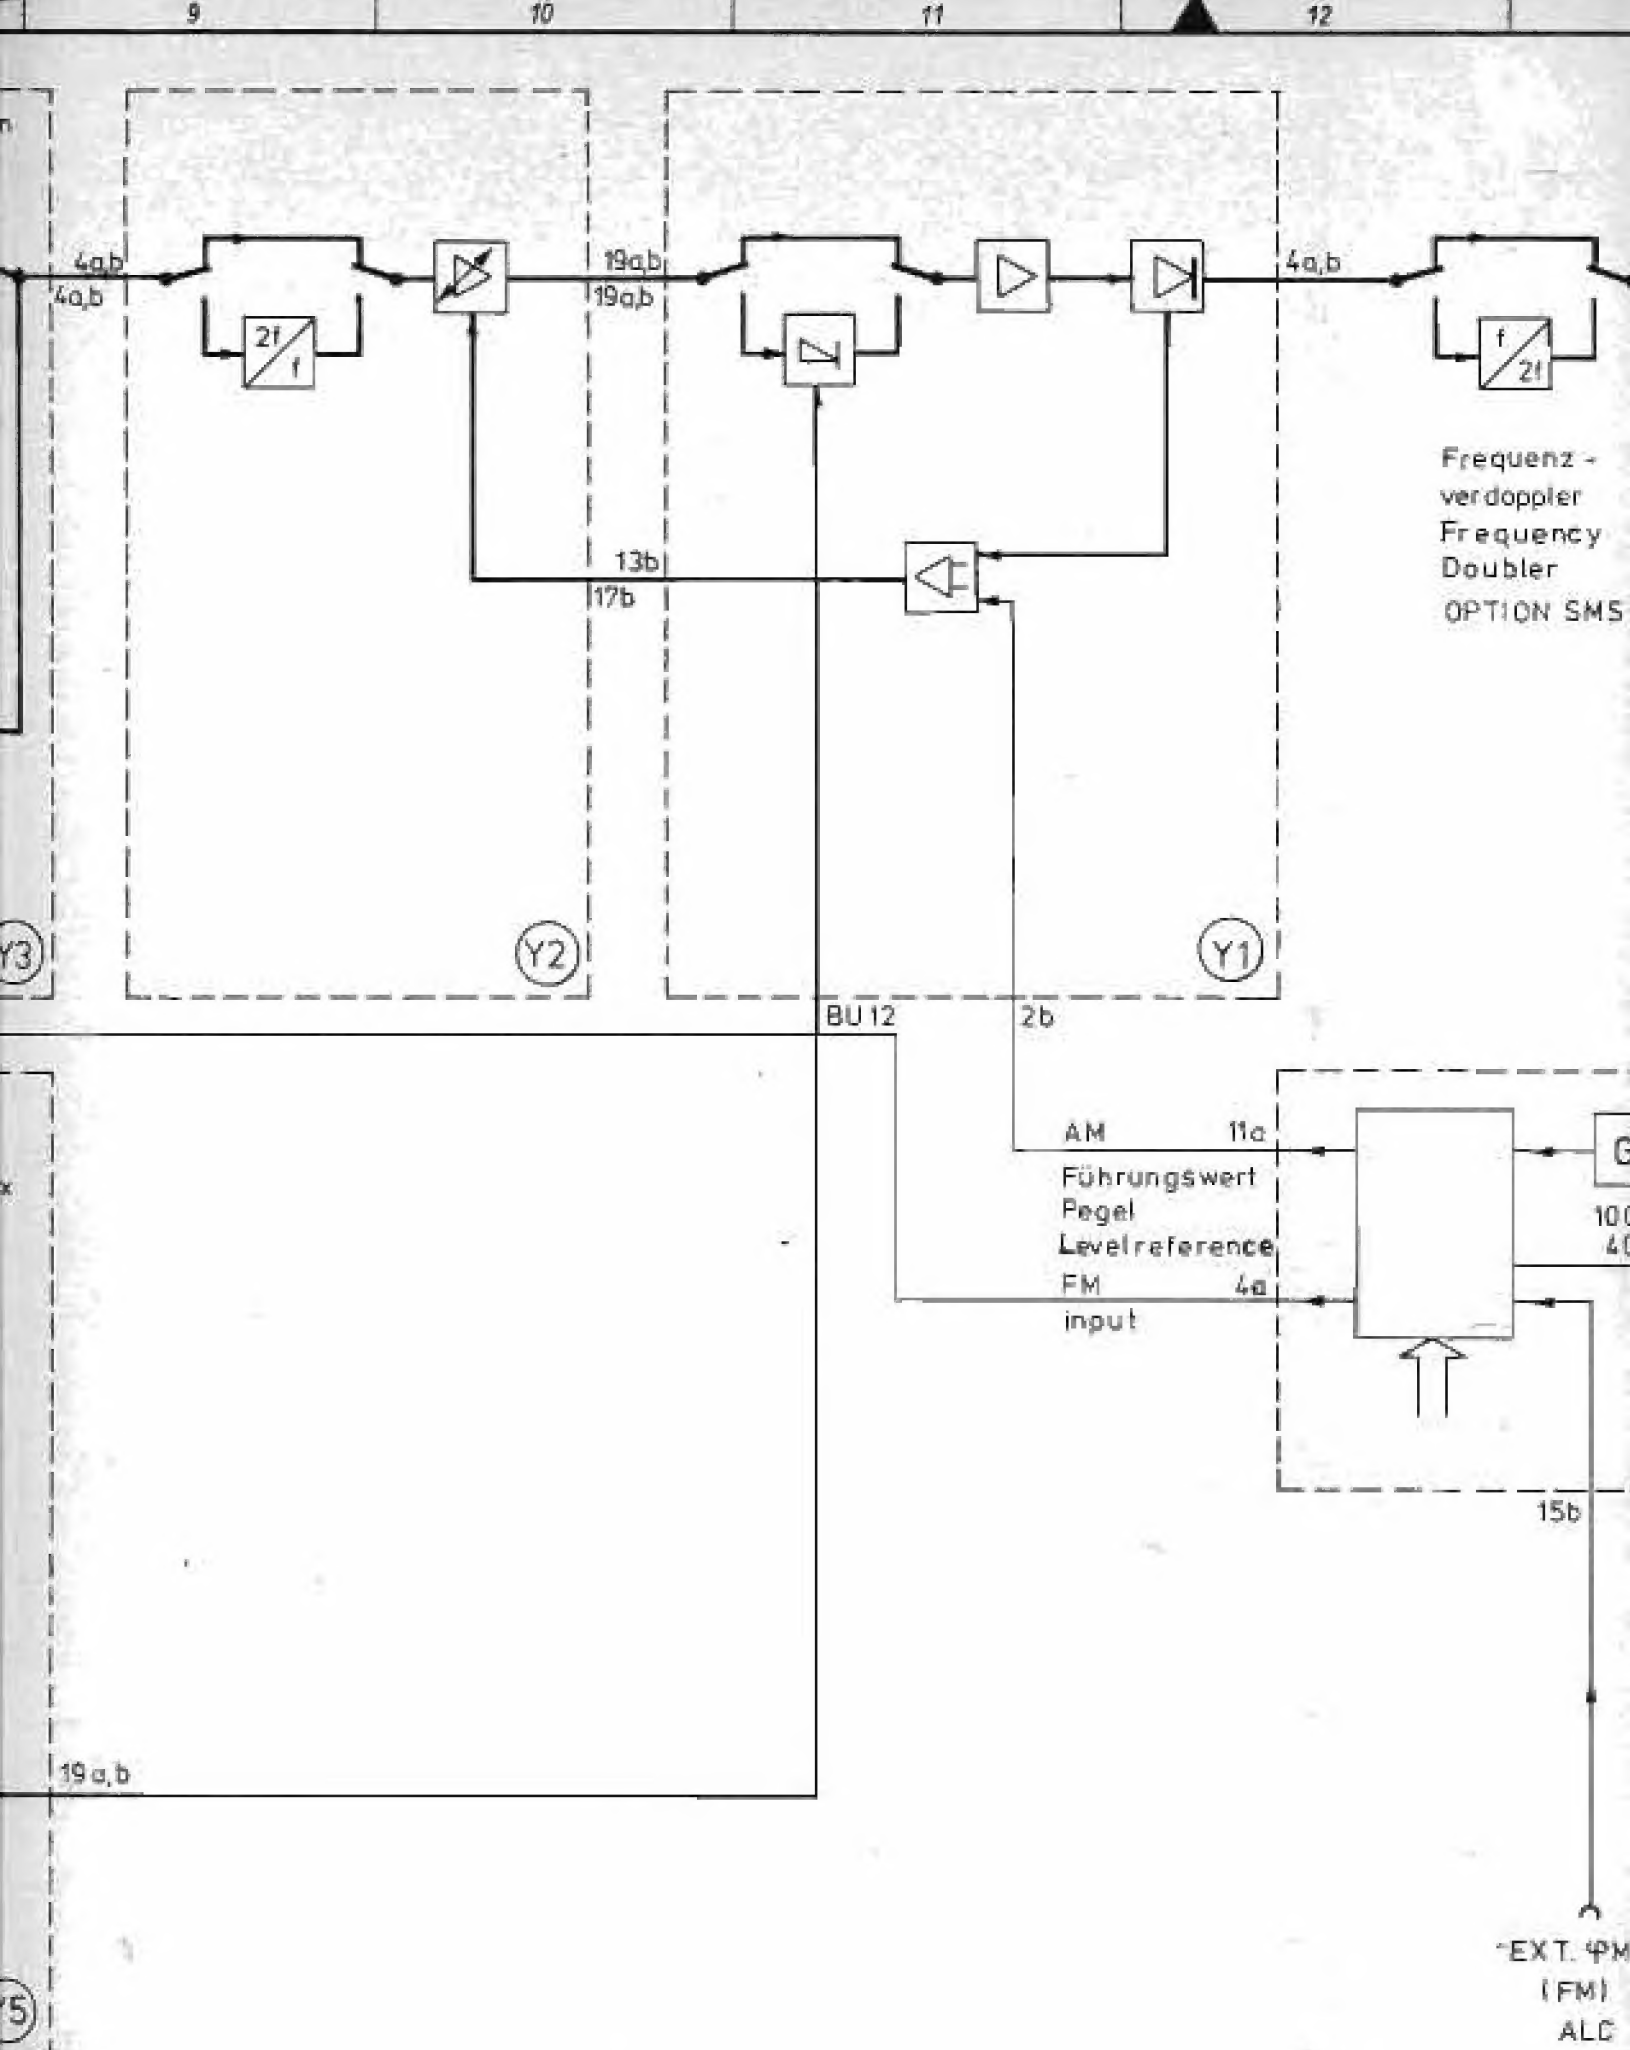 9
10
11
12
4a,b
4a,b
19a,b
19a,b
4a,b
2f
f
f
2f
Frequenz -
verdoppler
Frequency
Doubler
OPTION SMS
13b
17b
Y3
Y2
Y1
BU 12
2b
AM
11a
Führungswert
Pegel
Levelreference
FM
4a
input
G
15b
19a,b
EXT. φM
(FM)
ALC